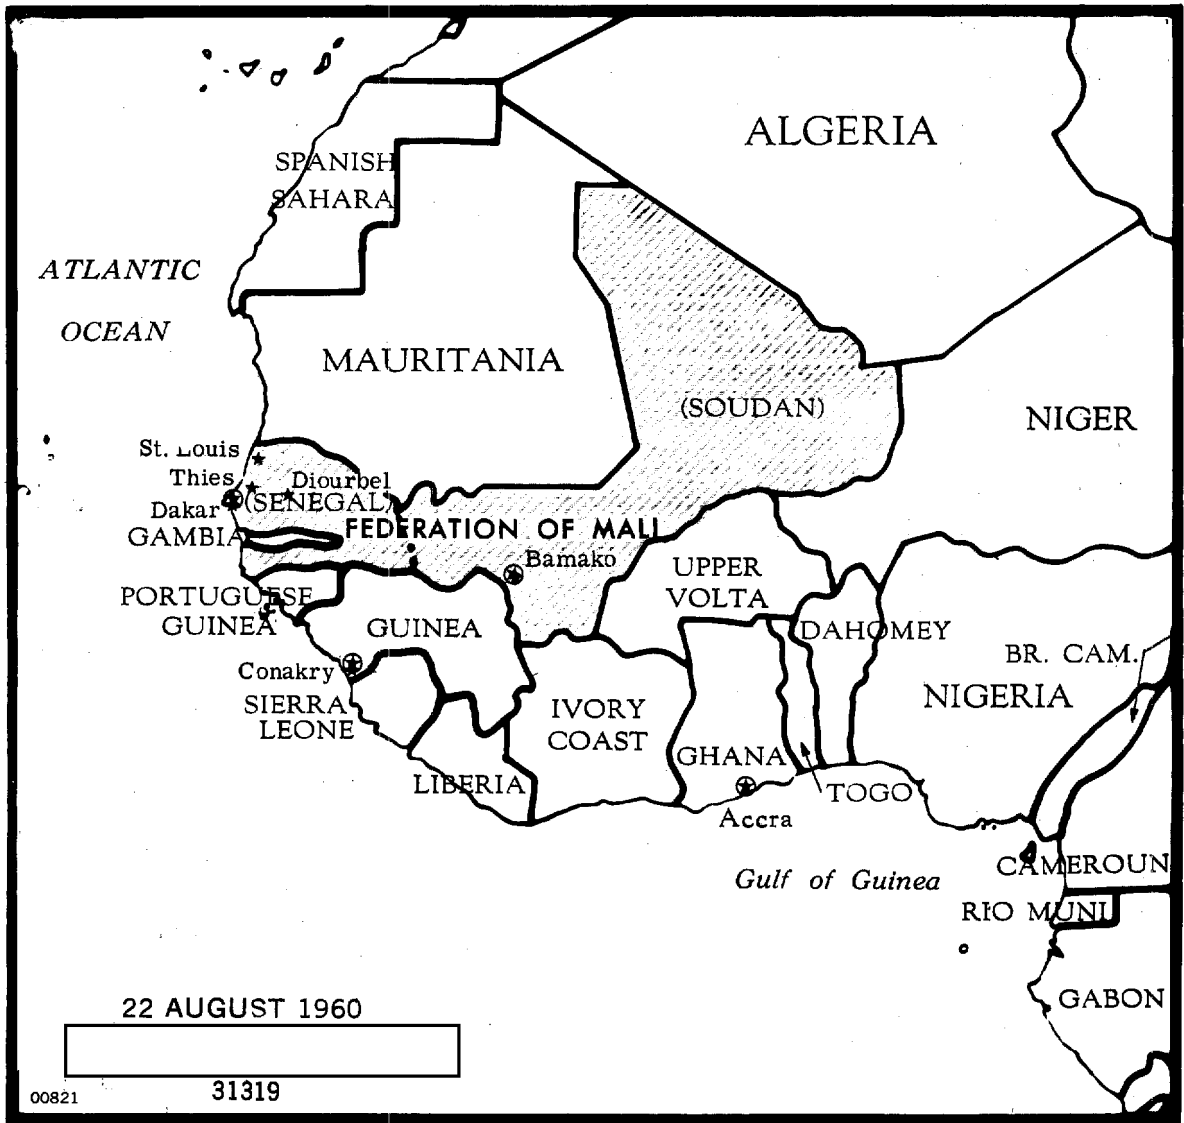 ALGERIA
SPANISH
SAHARA
ATLANTIC
OCEAN
MAURITANIA
(SOUDAN)
NIGER
St. Louis
Thies
Diourbel
Dakar
(SENEGAL)
GAMBIA
FEDERATION OF MALI
Bamako
UPPER
VOLTA
PORTUGUESE
GUINEA
GUINEA
DAHOMEY
BR. CAM.
Conakry
NIGERIA
SIERRA
LEONE
IVORY
COAST
GHANA
LIBERIA
TOGO
Accra
CAMEROUN
Gulf of Guinea
RIO MUNI
GABON
22 AUGUST 1960
31319
00821